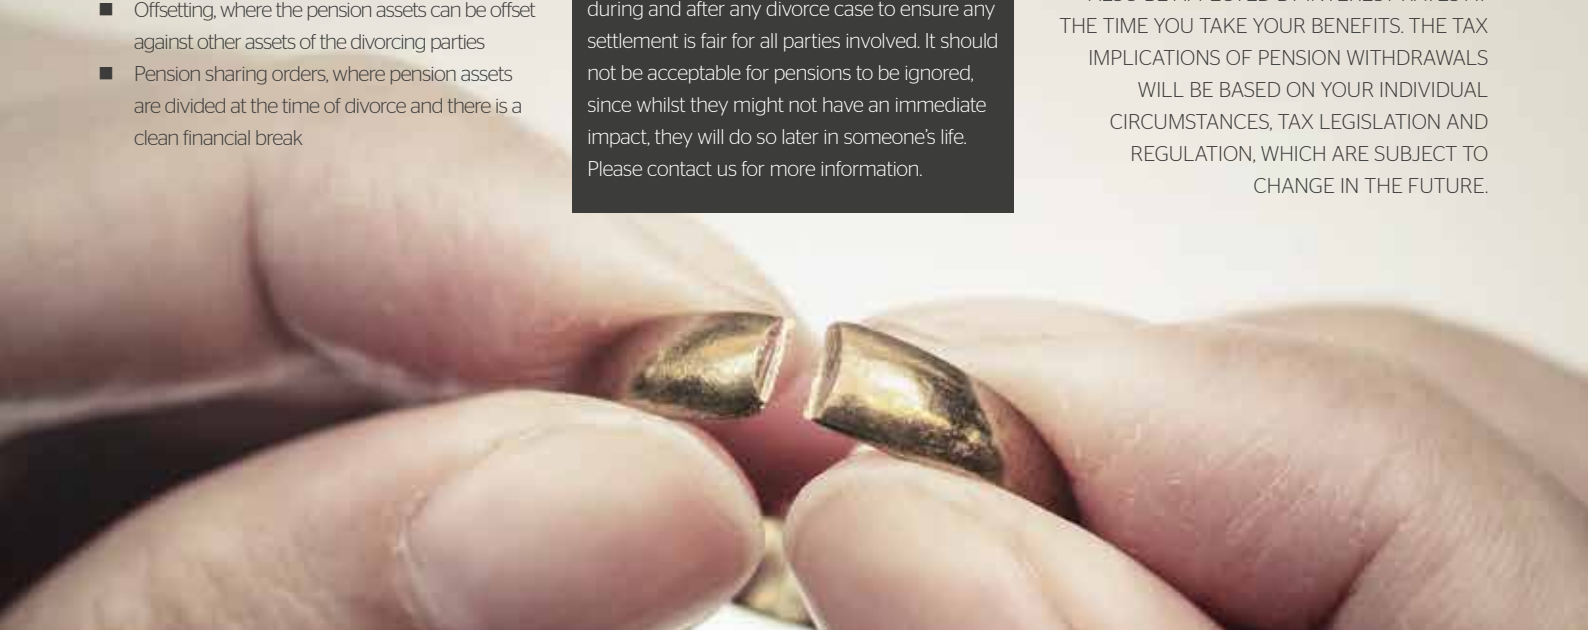 ■ Offsetting, where the pension assets can be offset
against other assets of the divorcing parties
■ Pension sharing orders, where pension assets
are divided at the time of divorce and there is a
clean financial break
during and after any divorce case to ensure any
settlement is fair for all parties involved. It should
not be acceptable for pensions to be ignored,
since whilst they might not have an immediate
impact, they will do so later in someone's life.
Please contact us for more information.
THE TIME YOU TAKE YOUR BENEFITS. THE TAX
IMPLICATIONS OF PENSION WITHDRAWALS
WILL BE BASED ON YOUR INDIVIDUAL
CIRCUMSTANCES, TAX LEGISLATION AND
REGULATION, WHICH ARE SUBJECT TO
CHANGE IN THE FUTURE.